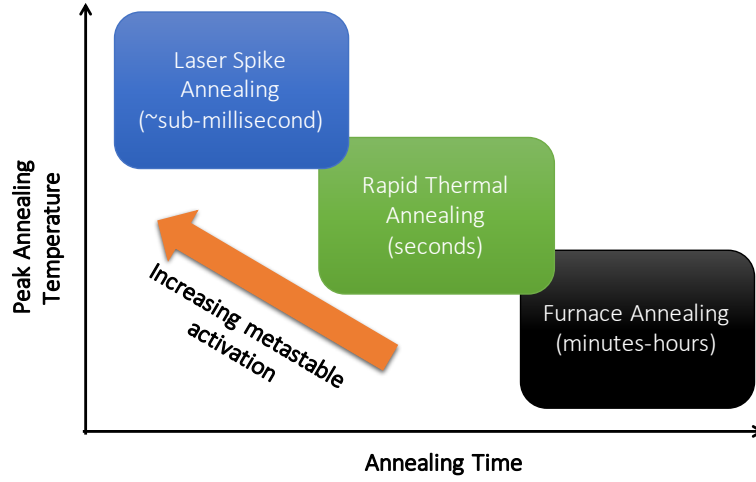 Laser Spike
Annealing
(~sub-millisecond)
Rapid Thermal
Annealing
(seconds)
Furnace Annealing
(minutes-hours)
Increasing metastable
activation
Peak Annealing
Temperature
Annealing Time